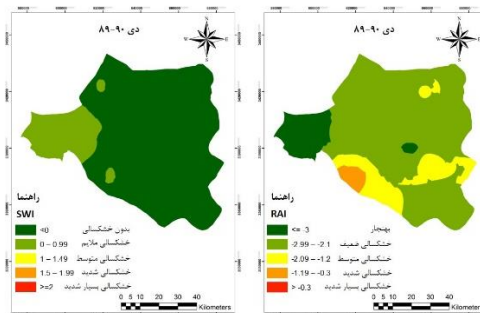 دی ۹۰-۸۹
N
W
E
S
راهنما
SWI
<0 بدون خشکسالی
0 – 0.99 خشکسالی ملایم
1 – 1.49 خشکسالی متوسط
1.5 – 1.99 خشکسالی شدید
>=2 خشکسالی بسیار شدید
0 5 10 20 30 40
Kilometers
دی ۹۰-۸۹
N
W
E
S
راهنما
RAI
<= -3 بهنجار
-2.99 – -2.1 خشکسالی ضعیف
-2.09 – -1.2 خشکسالی متوسط
-1.19 – -0.3 خشکسالی شدید
> -0.3 خشکسالی بسیار شدید
0 5 10 20 30 40
Kilometers